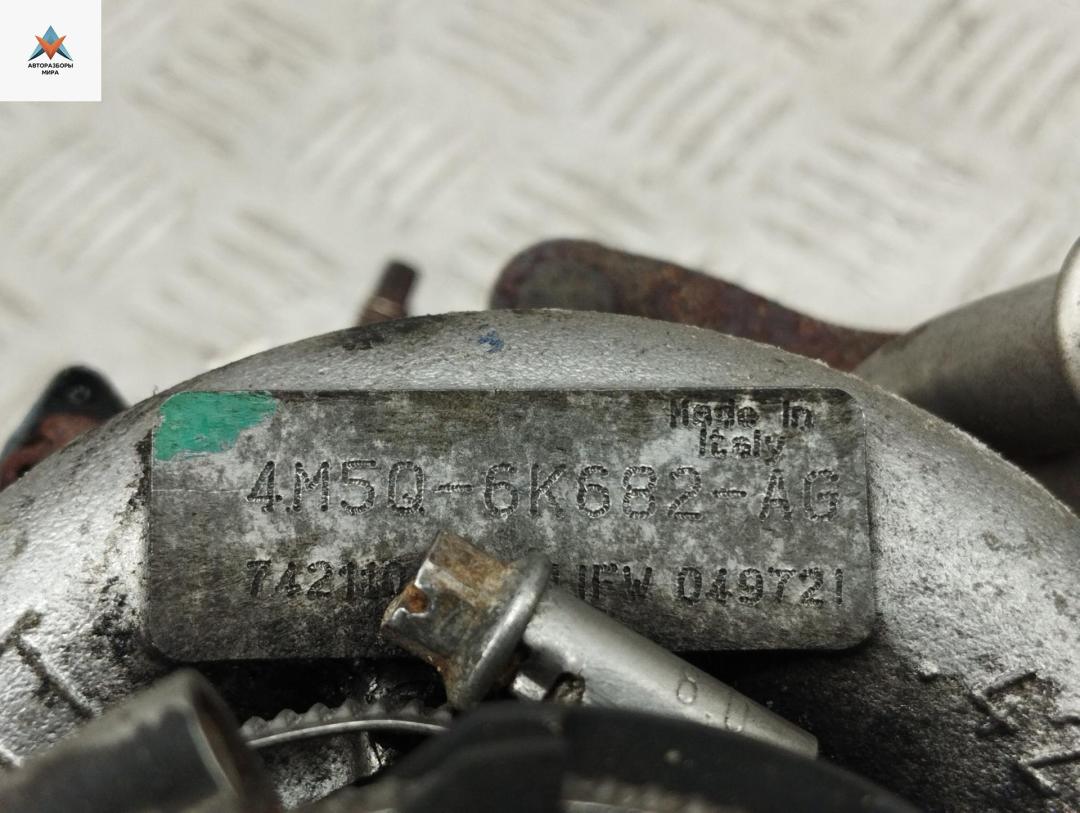 АВТОРАЗБОРЫ
МИРА
Made in
Italy
4M5Q-6K682-AG
049721